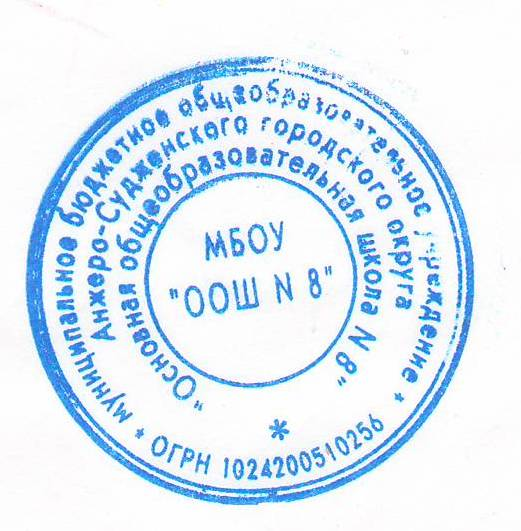 муниципальное бюджетное общеобразовательное учреждение
* ОГРН 1024200510256 *
Анжеро-Судженского городского округа
"Основная общеобразовательная школа N 8"
*
МБОУ
"ООШ N 8"